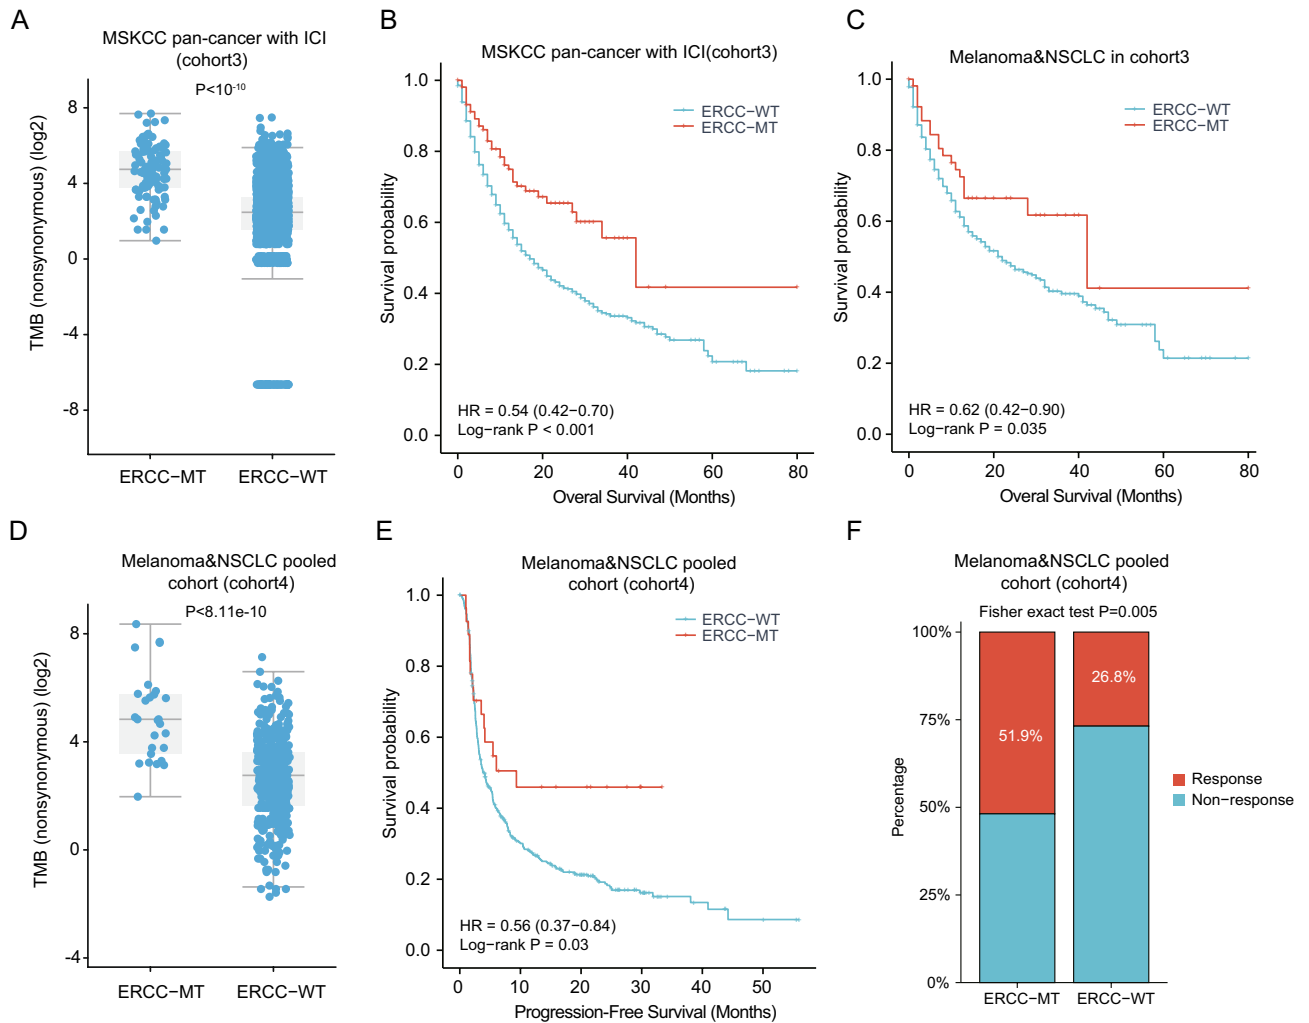 A
MSKCC pan-cancer with ICI
(cohort3)
P<10-10
TMB (nonsynonymous) (log2)
8
4
0
-4
-8
ERCC−MT
ERCC−WT
B
MSKCC pan-cancer with ICI(cohort3)
ERCC−WT
ERCC−MT
Survival probability
1.0
0.8
0.6
0.4
0.2
0.0
HR = 0.54 (0.42−0.70)
Log−rank P < 0.001
0 20 40 60 80
Overal Survival (Months)
C
Melanoma&NSCLC in cohort3
ERCC−WT
ERCC−MT
Survival probability
1.0
0.8
0.6
0.4
0.2
0.0
HR = 0.62 (0.42−0.90)
Log−rank P = 0.035
0 20 40 60 80
Overal Survival (Months)
D
Melanoma&NSCLC pooled
cohort (cohort4)
P<8.11e-10
TMB (nonsynonymous) (log2)
8
4
0
-4
ERCC−MT
ERCC−WT
E
Melanoma&NSCLC pooled
cohort (cohort4)
ERCC−WT
ERCC−MT
Survival probability
1.0
0.8
0.6
0.4
0.2
0.0
HR = 0.56 (0.37−0.84)
Log−rank P = 0.03
0 10 20 30 40 50
Progression-Free Survival (Months)
F
Melanoma&NSCLC pooled
cohort (cohort4)
Fisher exact test P=0.005
Percentage
100%
75%
50%
25%
0%
51.9%
26.8%
Response
Non−response
ERCC−MT
ERCC−WT